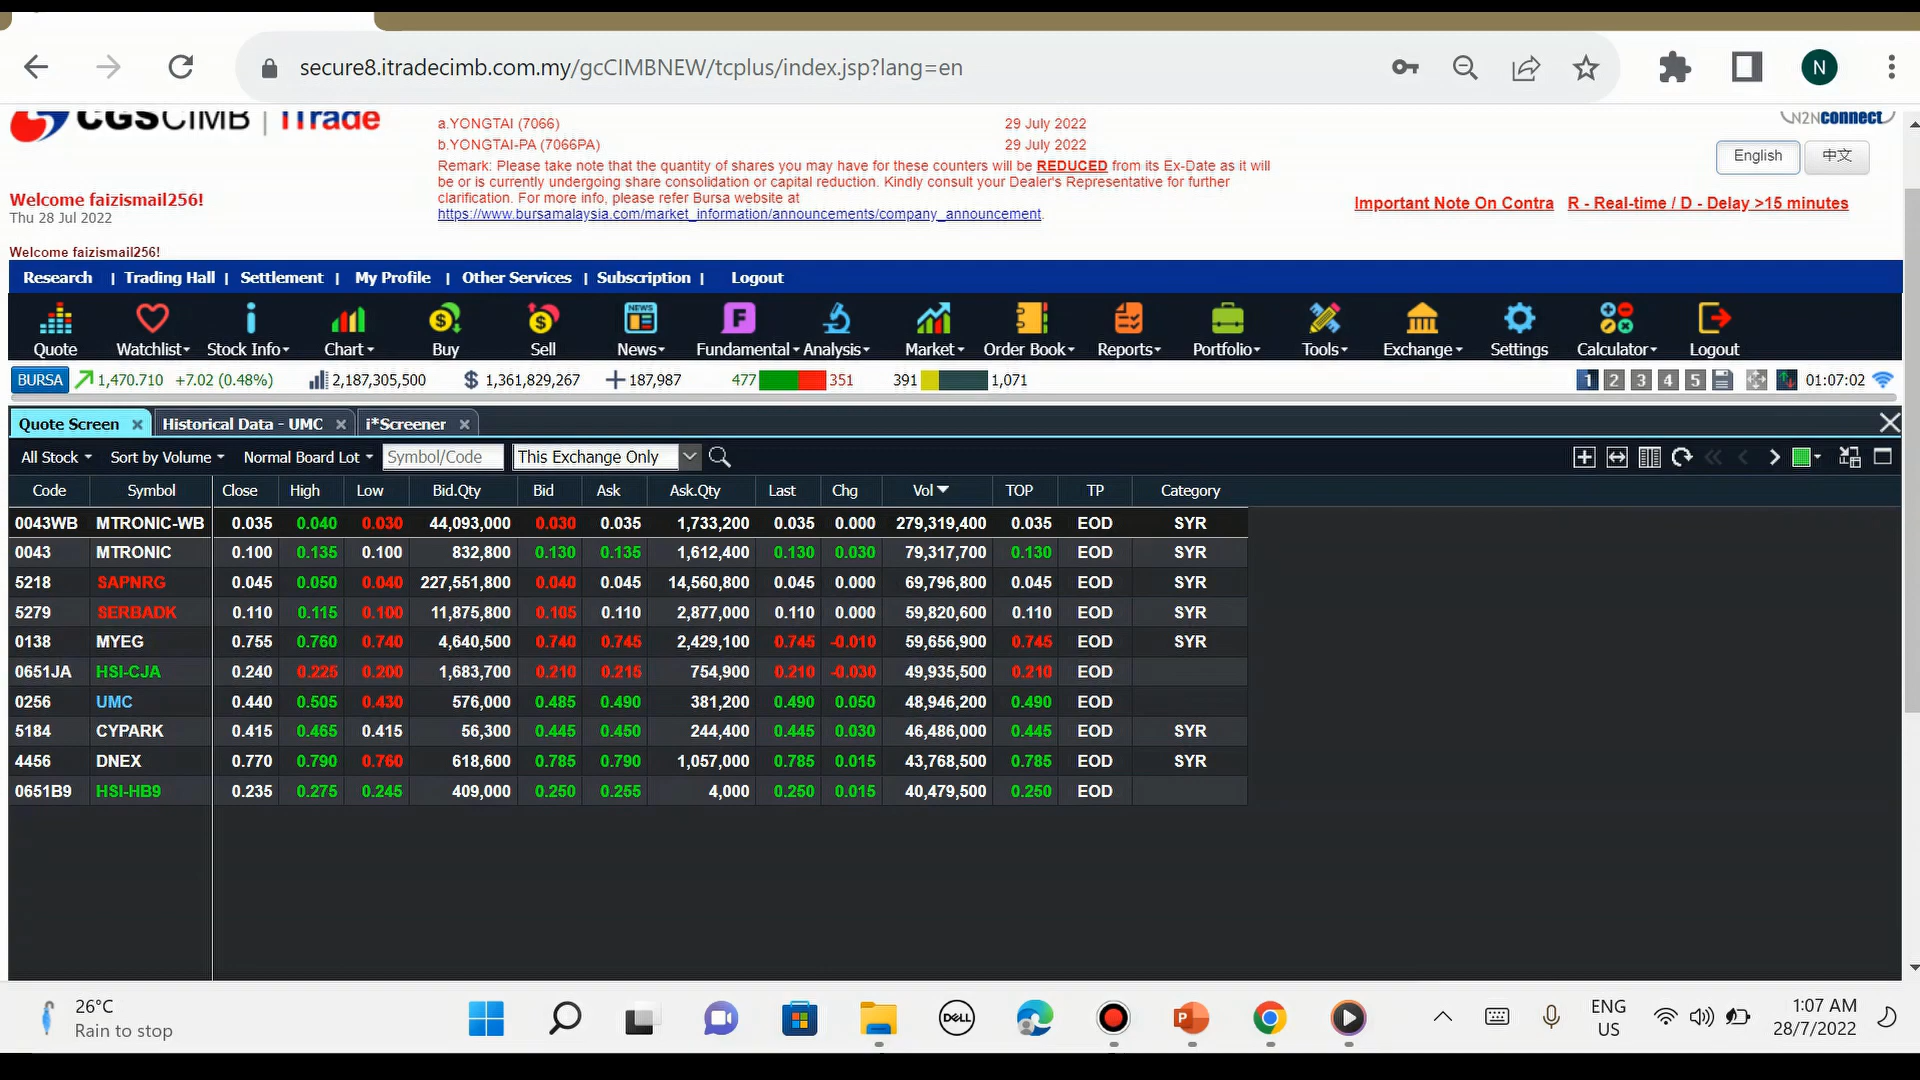 secure8.itradecimb.com.my/gcCIMBNEW/tcplus/index.jsp?lang=en
N
CGSCIMB | iTrade
a.YONGTAI (7066) 29 July 2022
b.YONGTAI-PA (7066PA) 29 July 2022
Remark: Please take note that the quantity of shares you may have for these counters will be REDUCED from its Ex-Date as it will
be or is currently undergoing share consolidation or capital reduction. Kindly consult your Dealer's Representative for further
clarification. For more info, please refer Bursa website at
https://www.bursamalaysia.com/market_information/announcements/company_announcement.
N2Nconnect
English 中文
Important Note On Contra R - Real-time / D - Delay >15 minutes
Welcome faizismail256!
Thu 28 Jul 2022
Welcome faizismail256!
Research | Trading Hall | Settlement | My Profile | Other Services | Subscription | Logout
Quote Watchlist Stock Info Chart Buy Sell News Fundamental Analysis Market Order Book Reports Portfolio Tools Exchange Settings Calculator Logout
BURSA 1,470.710 +7.02 (0.48%) 2,187,305,500 $ 1,361,829,267 187,987 477 351 391 1,071 1 2 3 4 5 01:07:02
Quote Screen × Historical Data - UMC × i*Screener ×
All Stock Sort by Volume Normal Board Lot Symbol/Code This Exchange Only
Code Symbol Close High Low Bid.Qty Bid Ask Ask.Qty Last Chg Vol TOP TP Category
0043WB MTRONIC-WB 0.035 0.040 0.030 44,093,000 0.030 0.035 1,733,200 0.035 0.000 279,319,400 0.035 EOD SYR
0043 MTRONIC 0.100 0.135 0.100 832,800 0.130 0.135 1,612,400 0.130 0.030 79,317,700 0.130 EOD SYR
5218 SAPNRG 0.045 0.050 0.040 227,551,800 0.040 0.045 14,560,800 0.045 0.000 69,796,800 0.045 EOD SYR
5279 SERBADK 0.110 0.115 0.100 11,875,800 0.105 0.110 2,877,000 0.110 0.000 59,820,600 0.110 EOD SYR
0138 MYEG 0.755 0.760 0.740 4,640,500 0.740 0.745 2,429,100 0.745 -0.010 59,656,900 0.745 EOD SYR
0651JA HSI-CJA 0.240 0.225 0.200 1,683,700 0.210 0.215 754,900 0.210 -0.030 49,935,500 0.210 EOD
0256 UMC 0.440 0.505 0.430 576,000 0.485 0.490 381,200 0.490 0.050 48,946,200 0.490 EOD
5184 CYPARK 0.415 0.465 0.415 56,300 0.445 0.450 244,400 0.445 0.030 46,486,000 0.445 EOD SYR
4456 DNEX 0.770 0.790 0.760 618,600 0.785 0.790 1,057,000 0.785 0.015 43,768,500 0.785 EOD SYR
0651B9 HSI-HB9 0.235 0.275 0.245 409,000 0.250 0.255 4,000 0.250 0.015 40,479,500 0.250 EOD
26°C
Rain to stop
DELL
ENG
US
1:07 AM
28/7/2022